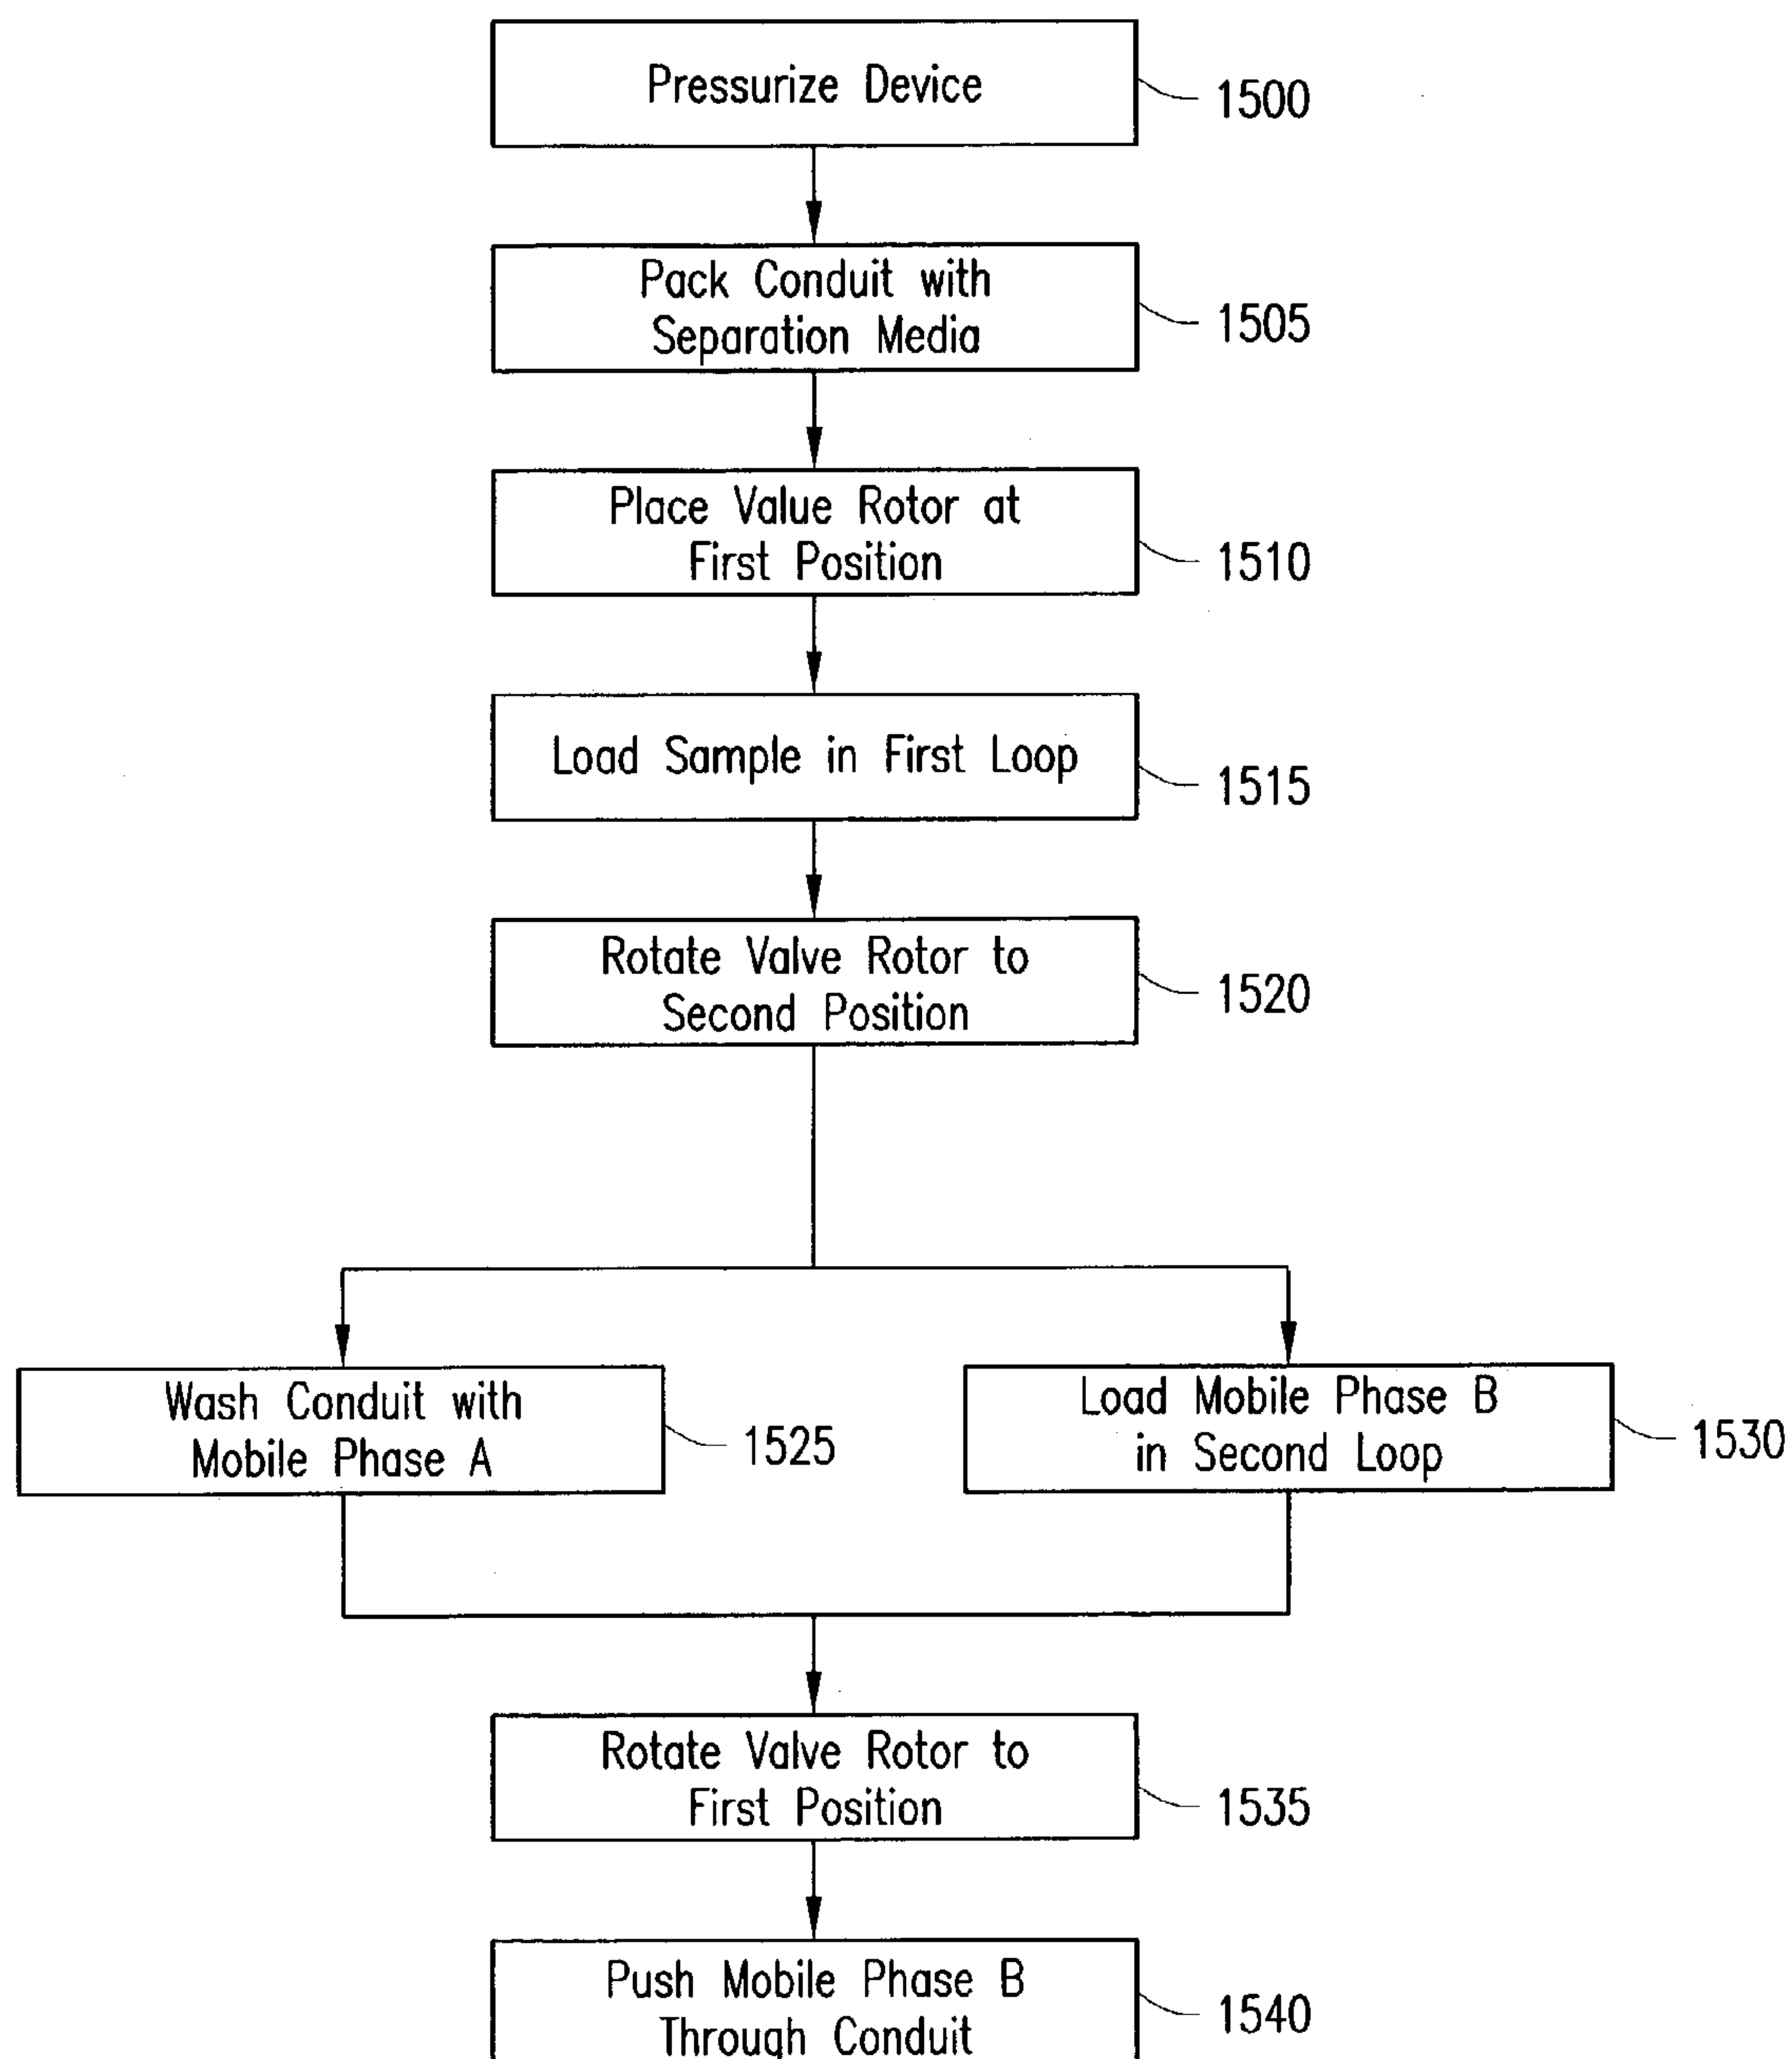 Pressurize Device
1500
Pack Conduit with
Separation Media
1505
Place Value Rotor at
First Position
1510
Load Sample in First Loop
1515
Rotate Valve Rotor to
Second Position
1520
Wash Conduit with
Mobile Phase A
1525
Load Mobile Phase B
in Second Loop
1530
Rotate Valve Rotor to
First Position
1535
Push Mobile Phase B
Through Conduit
1540